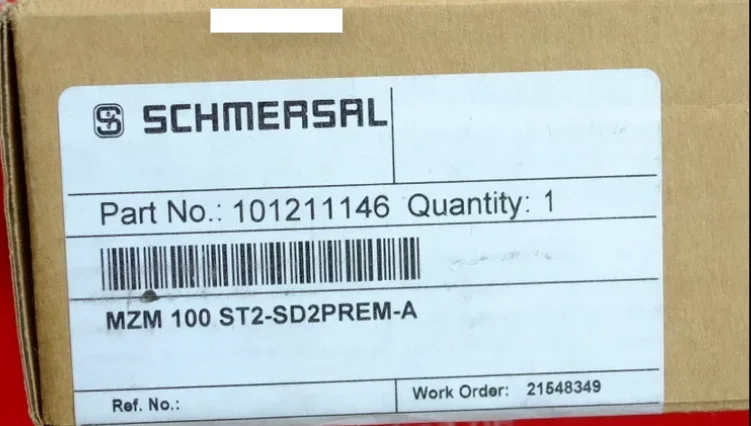 SCHMERSAL
Part No.: 101211146 Quantity: 1
MZM 100 ST2-SD2PREM-A
Ref. No.:
Work Order: 21548349